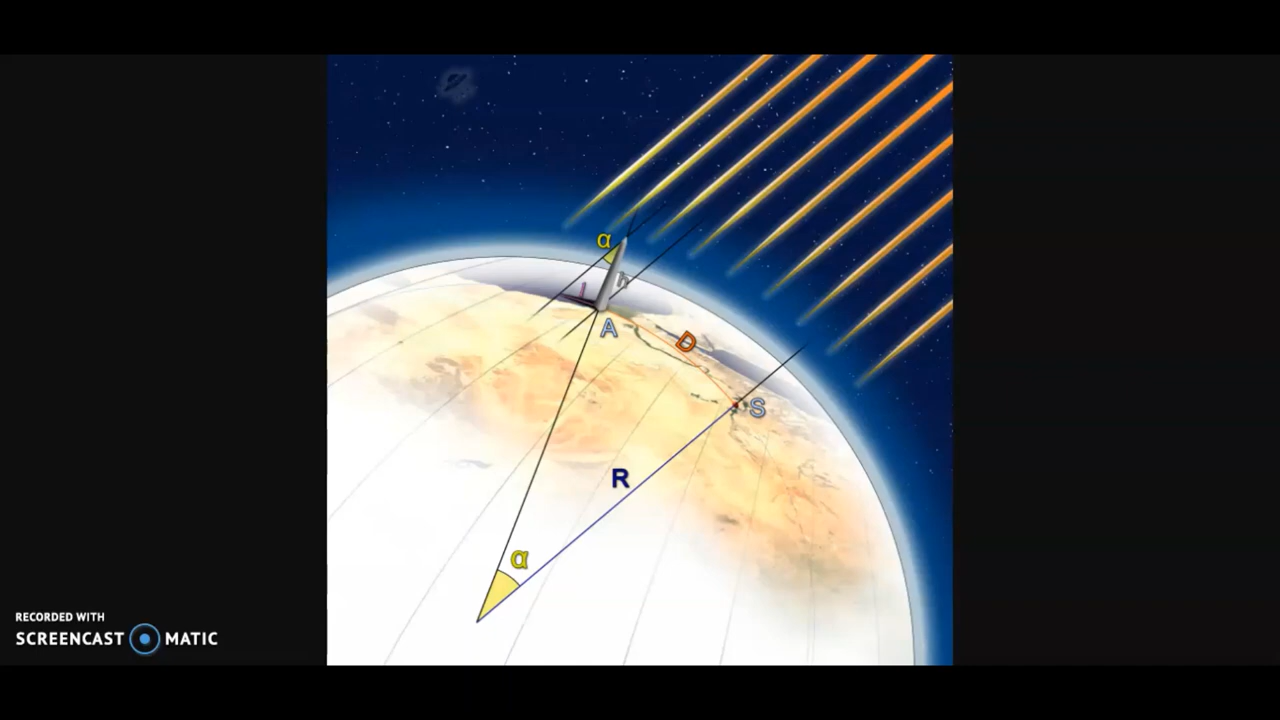 α
h
l
A
D
S
R
α
RECORDED WITH
SCREENCAST MATIC